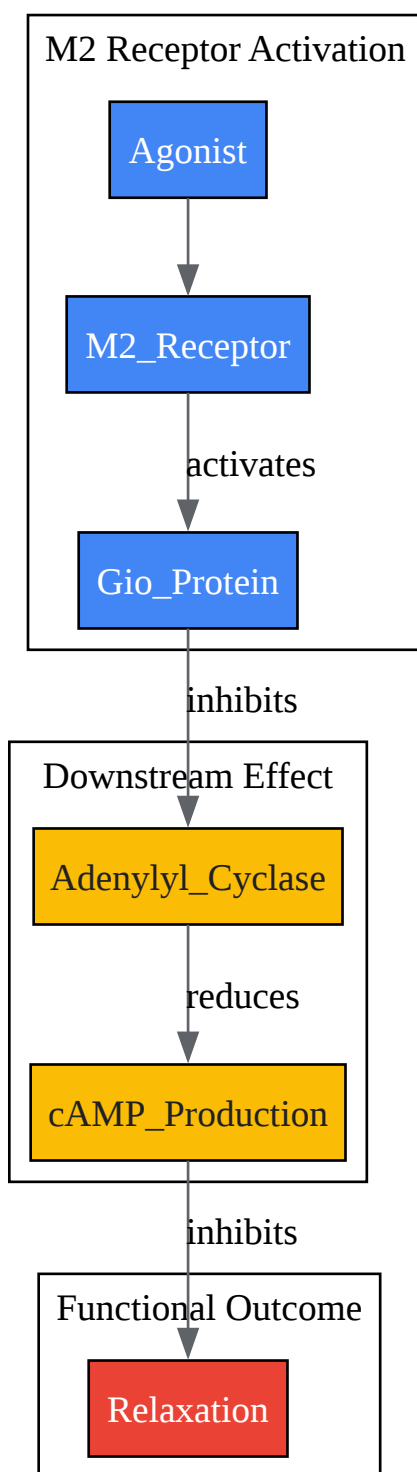 M2 Receptor Activation
Agonist
M2_Receptor
activates
Gio_Protein
inhibits
Downstream Effect
Adenylyl_Cyclase
reduces
cAMP_Production
inhibits
Functional Outcome
Relaxation